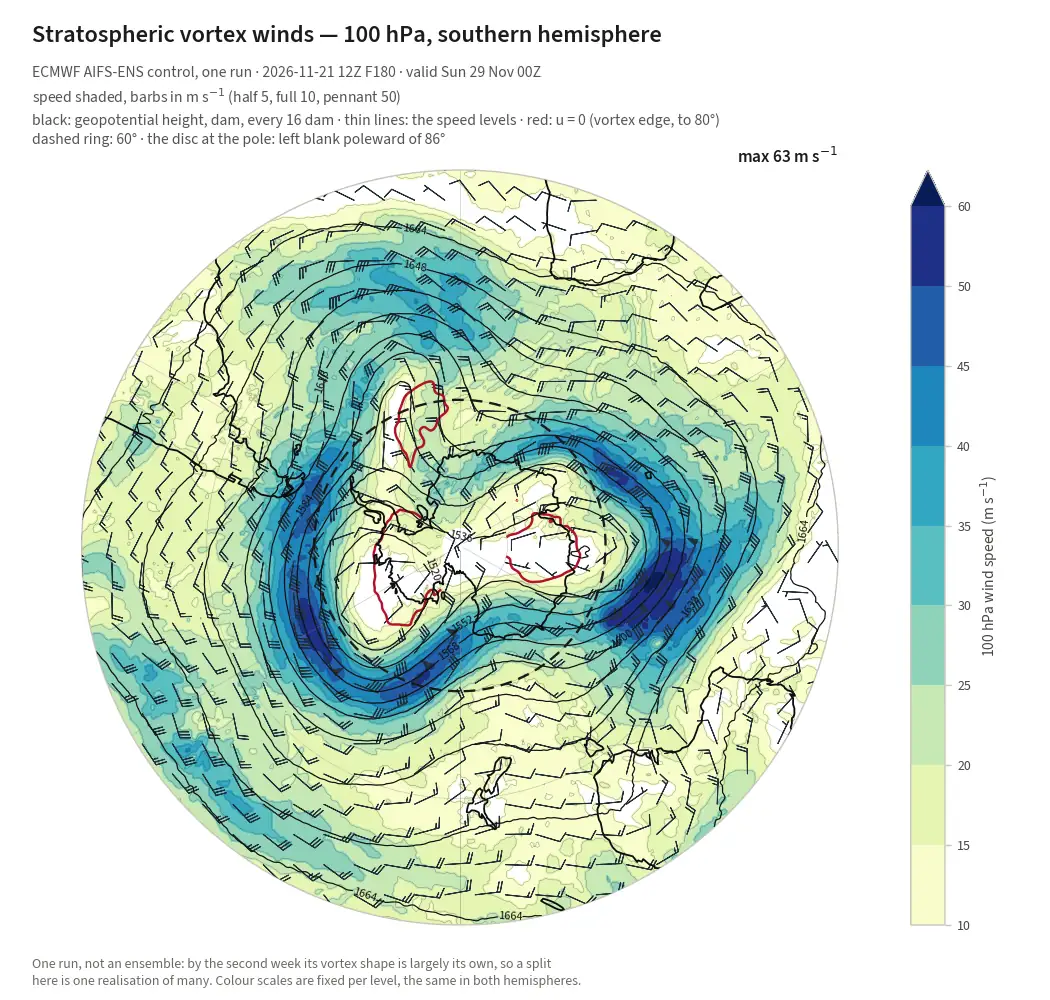 Stratospheric vortex winds — 100 hPa, southern hemisphere
ECMWF AIFS-ENS control, one run · 2026-11-21 12Z F180 · valid Sun 29 Nov 00Z
speed shaded, barbs in m s⁻¹ (half 5, full 10, pennant 50)
black: geopotential height, dam, every 16 dam · thin lines: the speed levels · red: u = 0 (vortex edge, to 80°)
dashed ring: 60° · the disc at the pole: left blank poleward of 86°
max 63 m s⁻¹
1664
1648
1664
1536
1520
1552
1600
1664
1664
60
50
45
40
35
30
25
20
15
10
100 hPa wind speed (m s⁻¹)
One run, not an ensemble: by the second week its vortex shape is largely its own, so a split
here is one realisation of many. Colour scales are fixed per level, the same in both hemispheres.